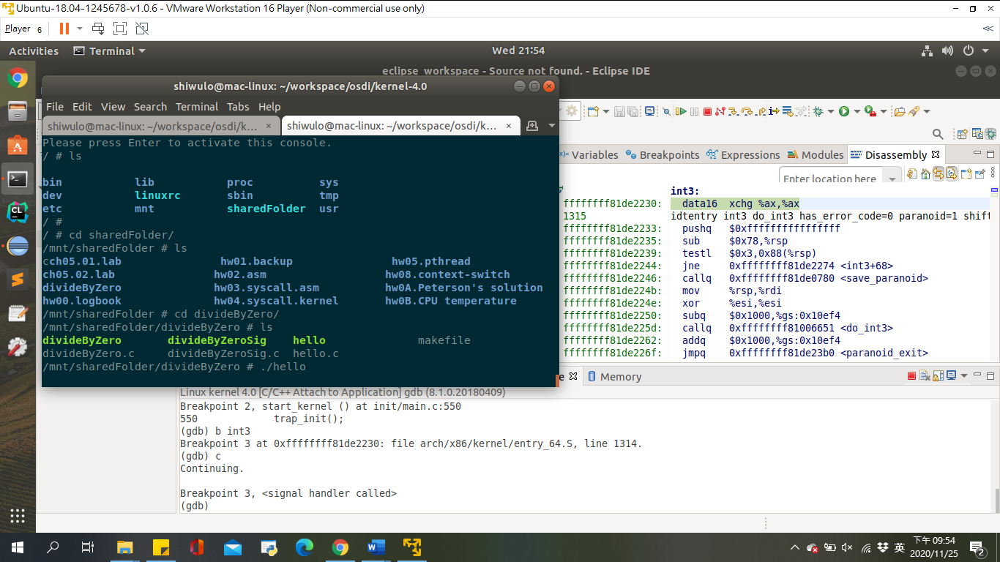 Ubuntu-18.04-1245678-v1.0.6 - VMware Workstation 16 Player (Non-commercial use only)
Player 6
Activities Terminal Wed 21:54
eclipse_workspace - Source not found. - Eclipse IDE
shiwulo@mac-linux: ~/workspace/osdi/kernel-4.0
File Edit View Search Terminal Tabs Help
shiwulo@mac-linux: ~/workspace/osdi/k... × shiwulo@mac-linux: ~/workspace/osdi/k... ×
Please press Enter to activate this console.
/ # ls
bin lib proc sys
dev linuxrc sbin tmp
etc mnt sharedFolder usr
/ #
/ # cd sharedFolder/
/mnt/sharedFolder # ls
cch05.01.lab hw01.backup hw05.pthread
ch05.02.lab hw02.asm hw08.context-switch
divideByZero hw03.syscall.asm hw0A.Peterson's solution
hw00.logbook hw04.syscall.kernel hw0B.CPU temperature
/mnt/sharedFolder # cd divideByZero/
/mnt/sharedFolder/divideByZero # ls
divideByZero divideByZeroSig hello makefile
divideByZero.c divideByZeroSig.c hello.c
/mnt/sharedFolder/divideByZero # ./hello
Variables Breakpoints Expressions Modules Disassembly
Enter location here
int3:
ffffffff81de2230: data16 xchg %ax,%ax
1315 idtentry int3 do_int3 has_error_code=0 paranoid=1 shift
ffffffff81de2233: pushq $0xffffffffffffffff
ffffffff81de2235: sub $0x78,%rsp
ffffffff81de2239: testl $0x3,0x88(%rsp)
ffffffff81de2244: jne 0xffffffff81de2274 <int3+68>
ffffffff81de2246: callq 0xffffffff81de0780 <save_paranoid>
ffffffff81de224b: mov %rsp,%rdi
ffffffff81de224e: xor %esi,%esi
ffffffff81de2250: subq $0x1000,%gs:0x10ef4
ffffffff81de225d: callq 0xffffffff81006651 <do_int3>
ffffffff81de2262: addq $0x1000,%gs:0x10ef4
ffffffff81de226f: jmpq 0xffffffff81de23b0 <paranoid_exit>
e Memory
Linux kernel 4.0 [C/C++ Attach to Application] gdb (8.1.0.20180409)
Breakpoint 2, start_kernel () at init/main.c:550
550 trap_init();
(gdb) b int3
Breakpoint 3 at 0xffffffff81de2230: file arch/x86/kernel/entry_64.S, line 1314.
(gdb) c
Continuing.
Breakpoint 3, <signal handler called>
(gdb)
英 下午 09:54
2020/11/25
2